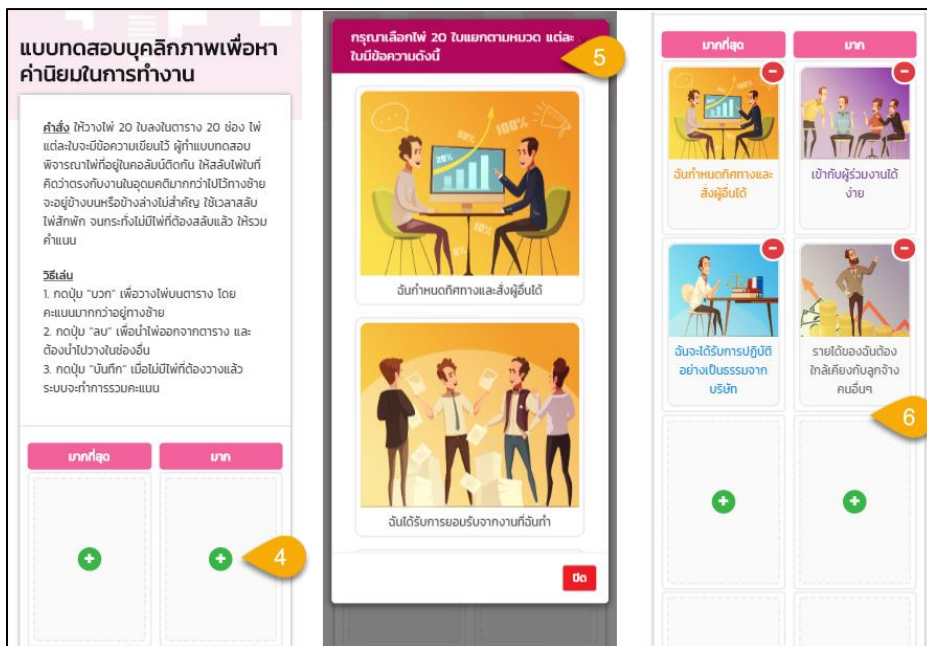 แบบทดสอบบุคลิกภาพเพื่อหา
ค่านิยมในการทำงาน
คำสั่ง ให้วางไพ่ 20 ใบลงในตาราง 20 ช่อง ไพ่
แต่ละใบจะมีข้อความเขียนไว้ ผู้ทำแบบทดสอบ
พิจารณาไพ่ที่อยู่ในคอลัมน์ติดกัน ให้สลับไพ่ใบที่
คิดว่าตรงกับงานในอุดมคติมากกว่าไปไว้ทางซ้าย
จะอยู่ข้างบนหรือข้างล่างไม่สำคัญ ใช้เวลาสลับ
ไพ่สักพัก จนกระทั่งไม่มีไพ่ที่ต้องสลับแล้ว ให้รวม
คำแนน
วิธีเล่น
1. กดปุ่ม "บวก" เพื่อวางไพ่บนตาราง โดย
คะแนนมากกว่าอยู่ทางซ้าย
2. กดปุ่ม "ลบ" เพื่อนำไพ่ออกจากตาราง และ
ต้องนำไปวางในช่องอื่น
3. กดปุ่ม "บันทึก" เมื่อไม่มีไพ่ที่ต้องวางแล้ว
ระบบจะทำการรวมคะแนน
มากที่สุด
มาก
4
กรุณาเลือกไพ่ 20 ใบแยกตามหมวด แต่ละ
ใบมีข้อความดังนี้
5
20%
50%
100%
10%
10%
ฉันกำหนดทิศทางและสั่งผู้อื่นได้
ฉันได้รับการยอมรับจากงานที่ฉันทำ
ปิด
มากที่สุด
มาก
ฉันกำหนดทิศทางและ
สั่งผู้อื่นได้
เข้ากับผู้ร่วมงานได้
ง่าย
ฉันจะได้รับการปฏิบัติ
อย่างเป็นธรรมจาก
บริษัท
รายได้ของฉันต้อง
ใกล้เคียงกับลูกจ้าง
คนอื่นๆ
6